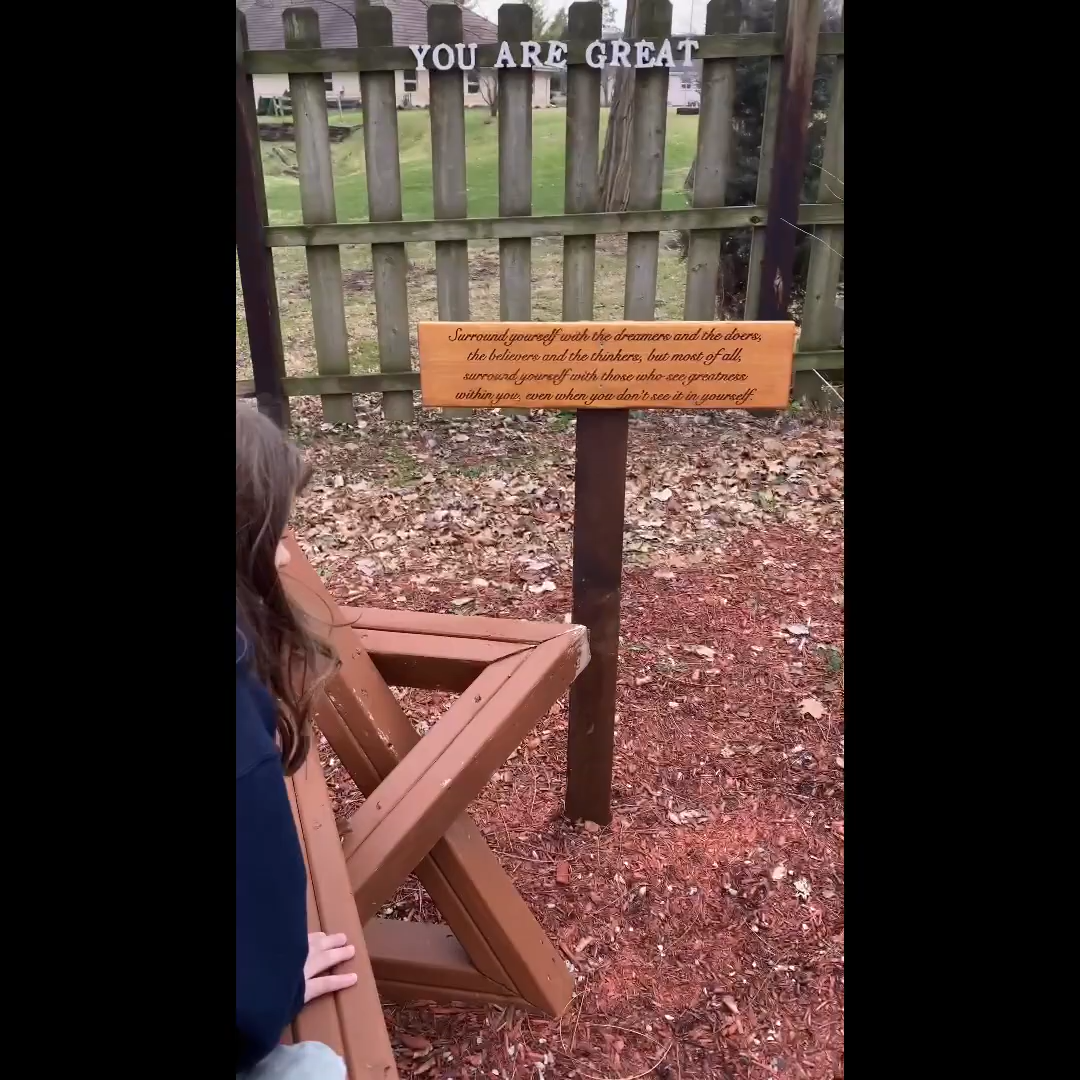 YOU ARE GREAT
Surround yourself with the dreamers and the doers,
the believers and the thinkers, but most of all,
surround yourself with those who see greatness
within you, even when you don't see it in yourself.